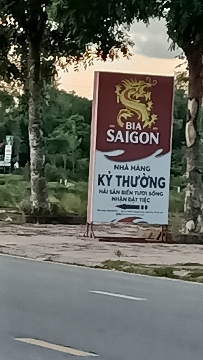 BIA
SAIGON
NHÀ HÀNG
KỲ THƯỜNG
HẢI SẢN BIỂN TƯƠI SỐNG
NHẬN ĐẶT TIỆC